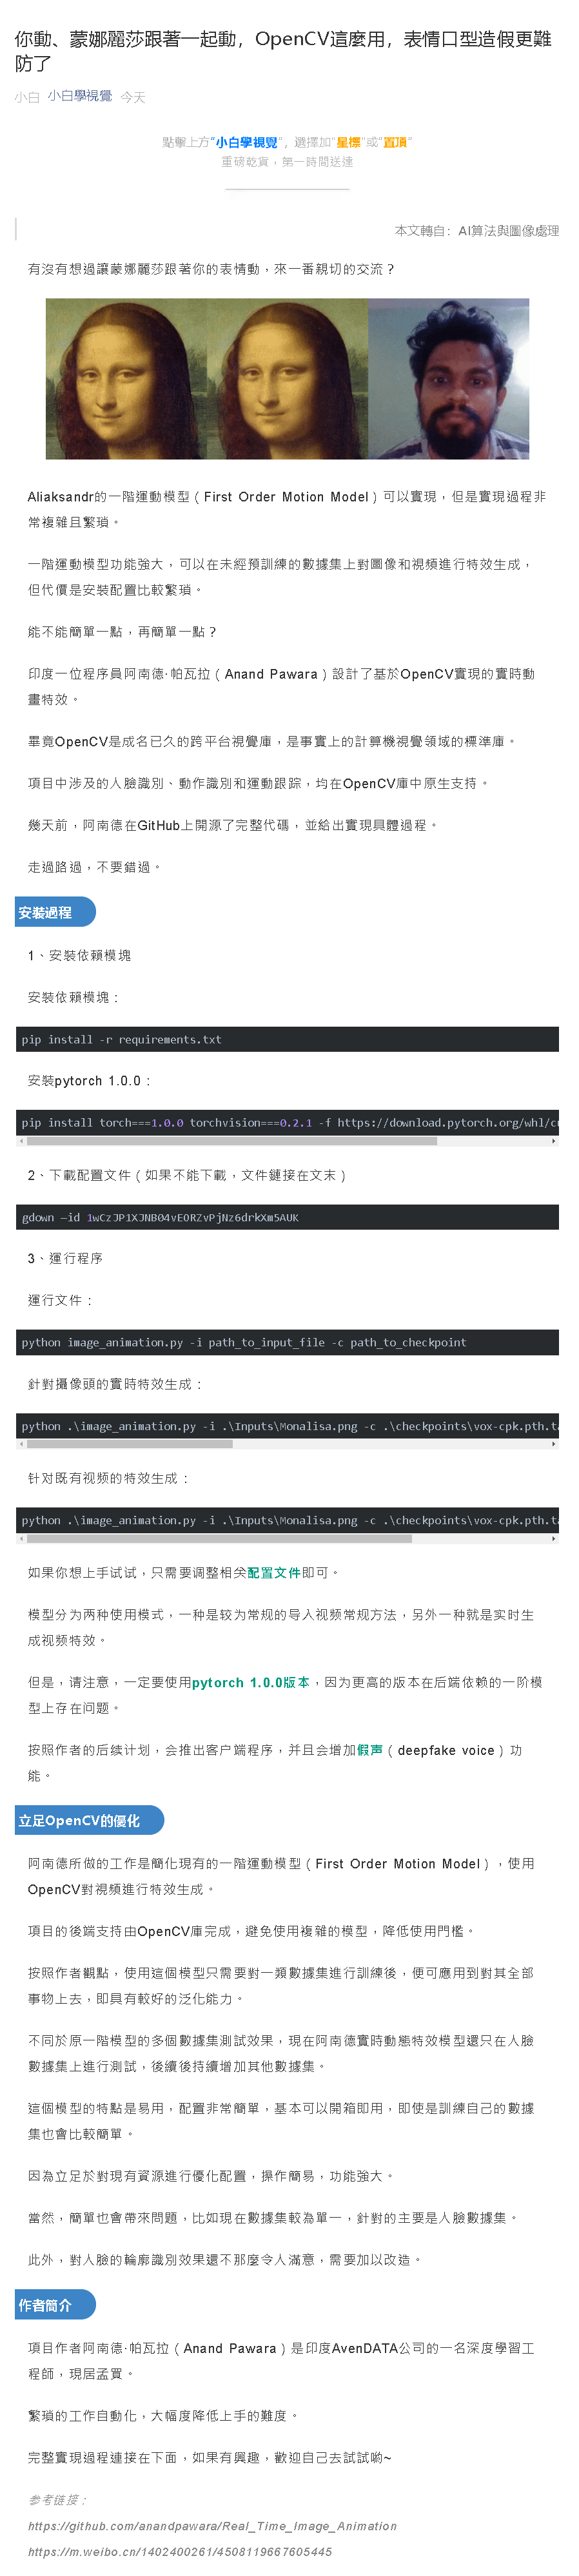 你動、蒙娜麗莎跟著一起動，OpenCV這麼用，表情口型造假更難
防了
小白 小白學視覺 今天
點擊上方“小白學視覺”，選擇加"星標"或“置頂”
重磅乾貨，第一時間送達
本文轉自：AI算法與圖像處理
有沒有想過讓蒙娜麗莎跟著你的表情動，來一番親切的交流？
Aliaksandr的一階運動模型（First Order Motion Model）可以實現，但是實現過程非
常複雜且繁瑣。
一階運動模型功能強大，可以在未經預訓練的數據集上對圖像和視頻進行特效生成，
但代價是安裝配置比較繁瑣。
能不能簡單一點，再簡單一點？
印度一位程序員阿南德·帕瓦拉（Anand Pawara）設計了基於OpenCV實現的實時動
畫特效。
畢竟OpenCV是成名已久的跨平台視覺庫，是事實上的計算機視覺領域的標準庫。
項目中涉及的人臉識別、動作識別和運動跟踪，均在OpenCV庫中原生支持。
幾天前，阿南德在GitHub上開源了完整代碼，並給出實現具體過程。
走過路過，不要錯過。
安裝過程
1、安裝依賴模塊
安裝依賴模塊：
pip install -r requirements.txt
安裝pytorch 1.0.0：
pip install torch===1.0.0 torchvision===0.2.1 -f https://download.pytorch.org/whl/cu
2、下載配置文件（如果不能下載，文件鏈接在文末）
gdown –id 1wCzJP1XJNB04vEORZvPjNz6drkXm5AUK
3、運行程序
運行文件：
python image_animation.py -i path_to_input_file -c path_to_checkpoint
針對攝像頭的實時特效生成：
python .\image_animation.py -i .\Inputs\Monalisa.png -c .\checkpoints\vox-cpk.pth.ta
针对既有视频的特效生成：
python .\image_animation.py -i .\Inputs\Monalisa.png -c .\checkpoints\vox-cpk.pth.ta
如果你想上手试试，只需要调整相关配置文件即可。
模型分为两种使用模式，一种是较为常规的导入视频常规方法，另外一种就是实时生
成视频特效。
但是，请注意，一定要使用pytorch 1.0.0版本，因为更高的版本在后端依赖的一阶模
型上存在问题。
按照作者的后续计划，会推出客户端程序，并且会增加假声（deepfake voice）功
能。
立足OpenCV的優化
阿南德所做的工作是簡化現有的一階運動模型（First Order Motion Model），使用
OpenCV對視頻進行特效生成。
項目的後端支持由OpenCV庫完成，避免使用複雜的模型，降低使用門檻。
按照作者觀點，使用這個模型只需要對一類數據集進行訓練後，便可應用到對其全部
事物上去，即具有較好的泛化能力。
不同於原一階模型的多個數據集測試效果，現在阿南德實時動態特效模型還只在人臉
數據集上進行測試，後續後持續增加其他數據集。
這個模型的特點是易用，配置非常簡單，基本可以開箱即用，即使是訓練自己的數據
集也會比較簡單。
因為立足於對現有資源進行優化配置，操作簡易，功能強大。
當然，簡單也會帶來問題，比如現在數據集較為單一，針對的主要是人臉數據集。
此外，對人臉的輪廓識別效果還不那麼令人滿意，需要加以改造。
作者簡介
項目作者阿南德·帕瓦拉（Anand Pawara）是印度AvenDATA公司的一名深度學習工
程師，現居孟買。
繁瑣的工作自動化，大幅度降低上手的難度。
完整實現過程連接在下面，如果有興趣，歡迎自己去試試喲~
参考链接：
https://github.com/anandpawara/Real_Time_Image_Animation
https://m.weibo.cn/1402400261/4508119667605445